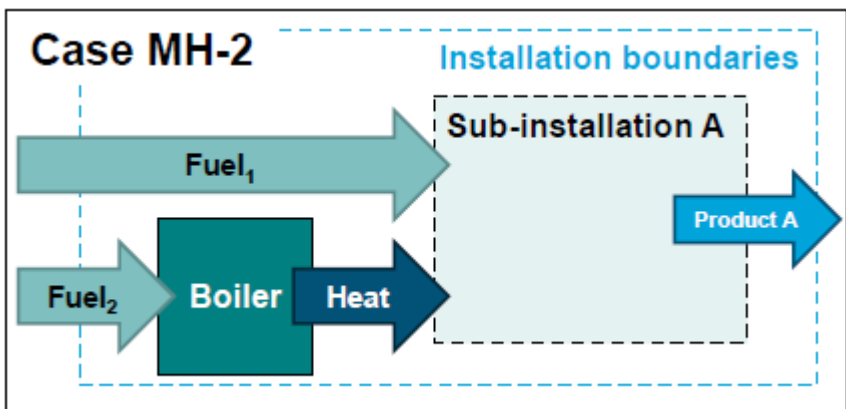 Case MH-2
Installation boundaries
Sub-installation A
Fuel₁
Product A
Fuel₂
Boiler
Heat